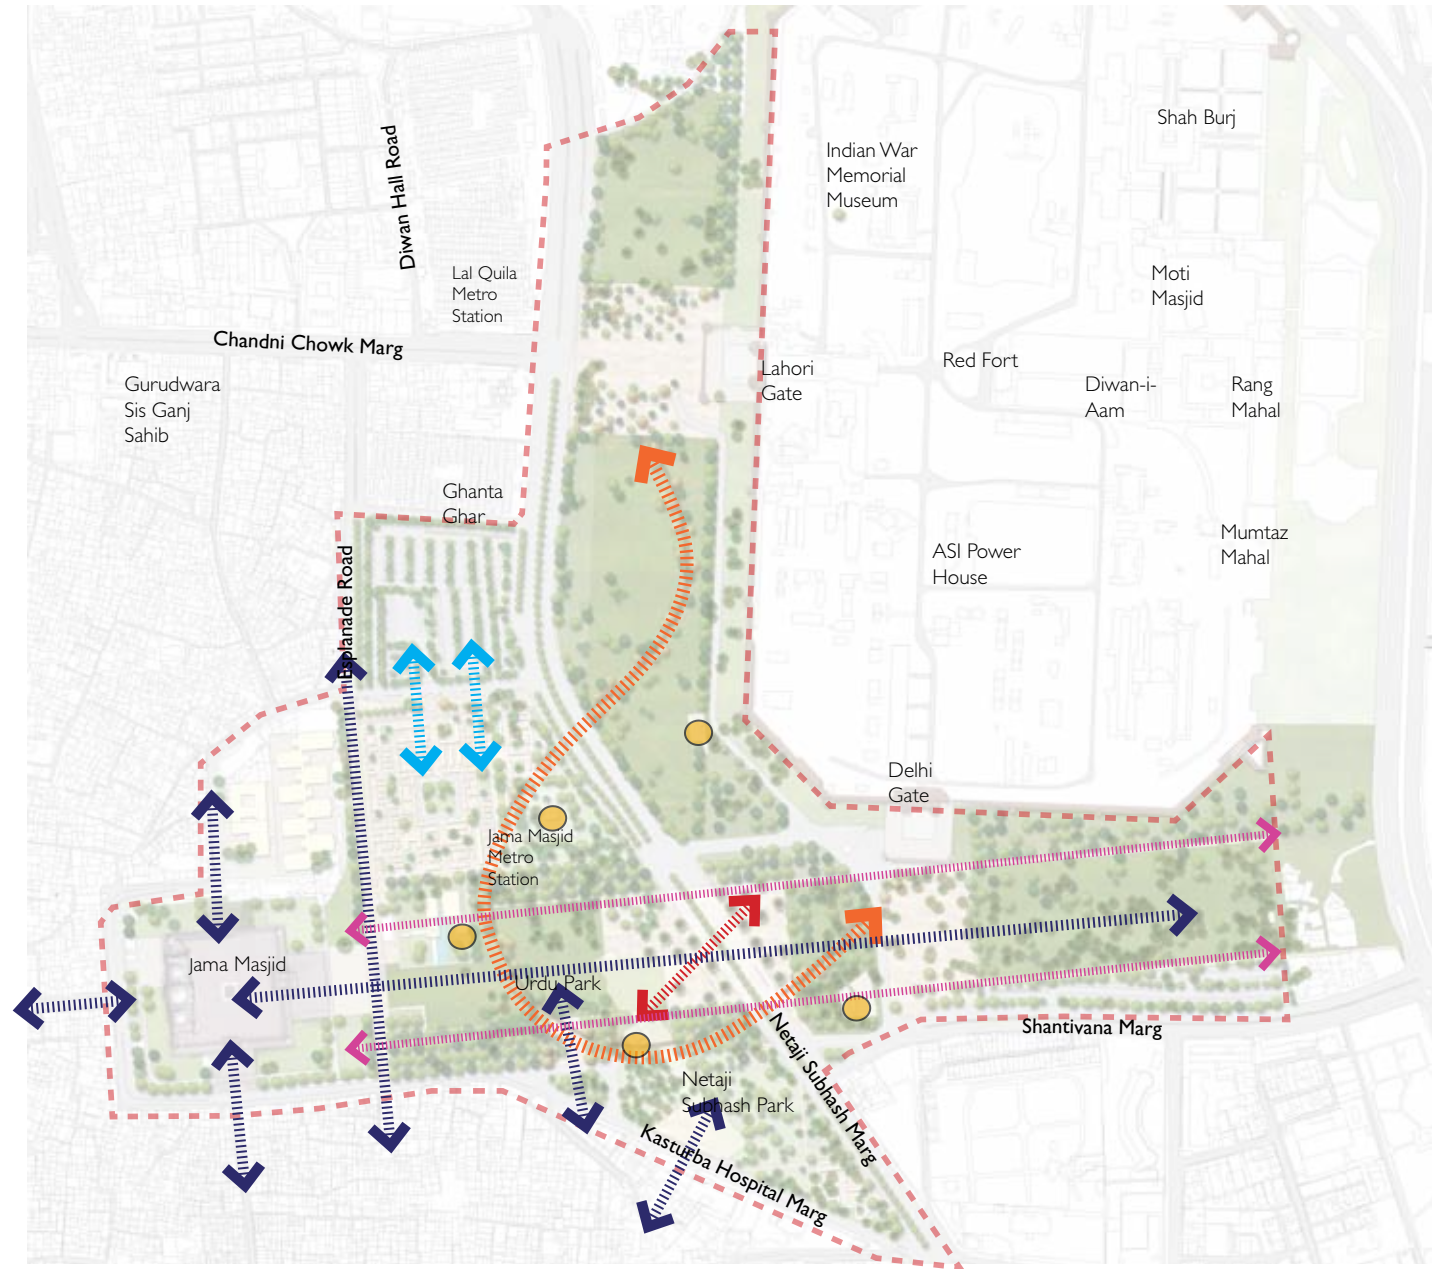 Shah Burj
Diwan Hall Road
Indian War
Memorial
Museum
Lal Quila
Metro
Station
Moti
Masjid
Chandni Chowk Marg
Gurudwara
Sis Ganj
Sahib
Lahori
Gate
Red Fort
Diwan-i-
Aam
Rang
Mahal
Ghanta
Ghar
Esplanade Road
ASI Power
House
Mumtaz
Mahal
Delhi
Gate
Jama Masjid
Metro
Station
Jama Masjid
Urdu Park
Netaji Subhash Marg
Shantivana Marg
Netaji
Subhash Park
Kasturba Hospital Marg